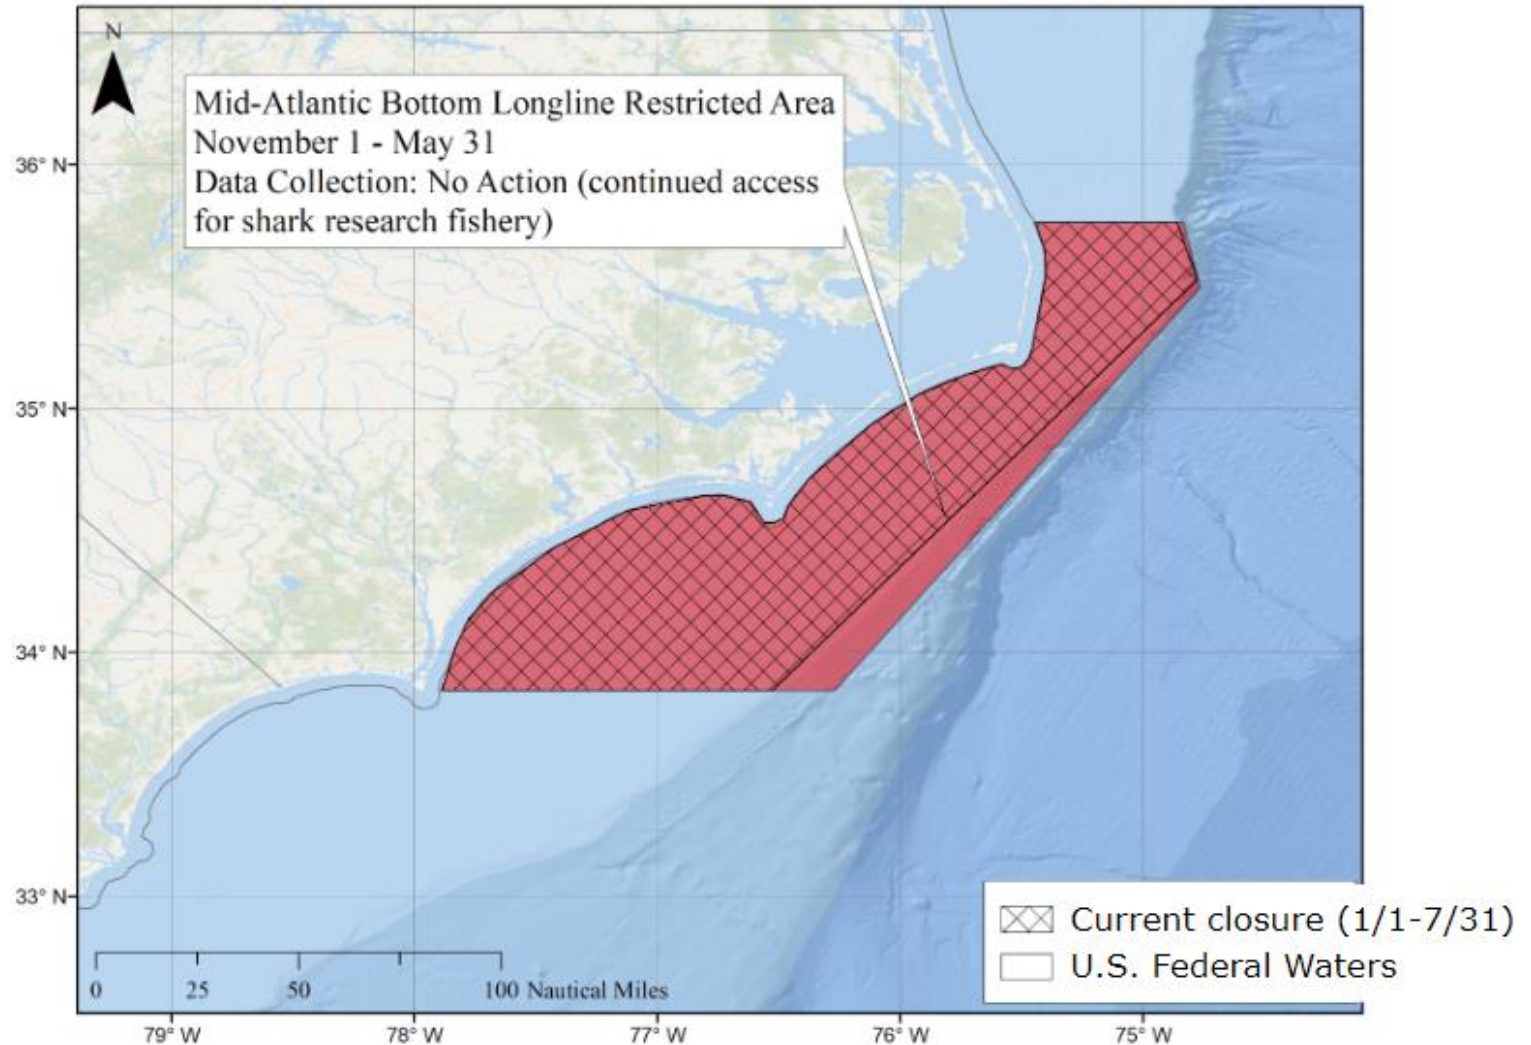 N
Mid-Atlantic Bottom Longline Restricted Area
November 1 - May 31
Data Collection: No Action (continued access
for shark research fishery)
36° N
35° N
34° N
33° N
Current closure (1/1-7/31)
U.S. Federal Waters
0 25 50 100 Nautical Miles
79° W 78° W 77° W 76° W 75° W